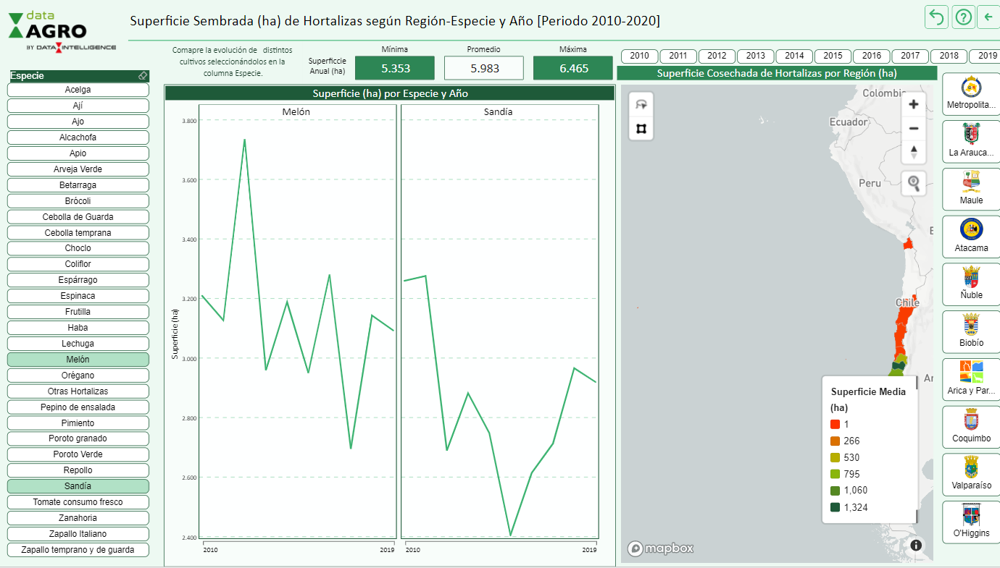 data
AGRO
BY DATA INTELLIGENCE
Superficie Sembrada (ha) de Hortalizas según Región-Especie y Año [Periodo 2010-2020]
Comapre la evolución de distintos
cultivos seleccionándolos en la
columna Especie.
Superficcie
Anual (ha)
Mínima
5.353
Promedio
5.983
Máxima
6.465
2010
2011
2012
2013
2014
2015
2016
2017
2018
2019
Especie
Acelga
Ají
Ajo
Alcachofa
Apio
Arveja Verde
Betarraga
Brócoli
Cebolla de Guarda
Cebolla temprana
Choclo
Coliflor
Espárrago
Espinaca
Frutilla
Haba
Lechuga
Melón
Orégano
Otras Hortalizas
Pepino de ensalada
Pimiento
Poroto granado
Poroto Verde
Repollo
Sandía
Tomate consumo fresco
Zanahoria
Zapallo Italiano
Zapallo temprano y de guarda
Superficie (ha) por Especie y Año
Melón
Sandía
Superficie (ha)
3.800
3.600
3.400
3.200
3.000
2.800
2.600
2.400
2010
2019
2010
2019
Superficie Cosechada de Hortalizas por Región (ha)
Colombia
Ecuador
Peru
Chile
Ar
Superficie Media
(ha)
1
266
530
795
1,060
1,324
mapbox
Metropolita...
La Arauca...
Maule
Atacama
Ñuble
Biobío
Arica y Par...
Coquimbo
Valparaíso
O'Higgins